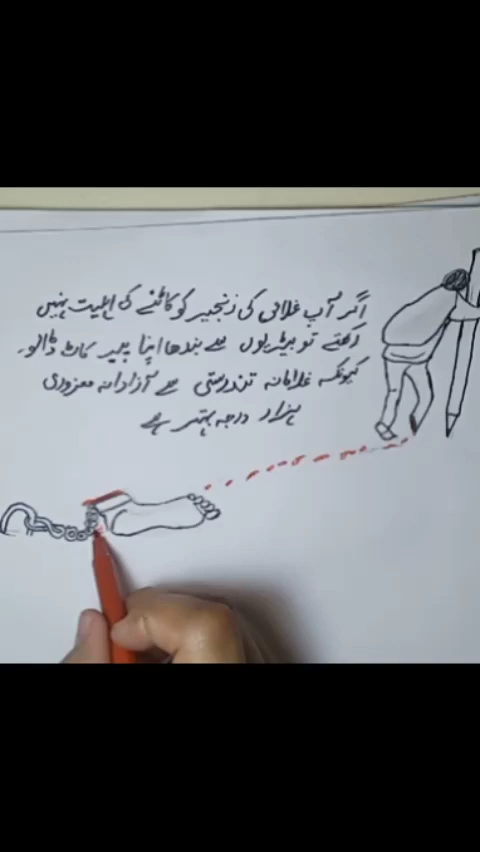 اگر آپ غلامی کی زنجیر کو کاٹنے کی اہلیت نہیں
رکھتے تو بیڑیوں سے بندھا اپنا پیر کاٹ ڈالو۔
کیونکہ غلامانہ تندرستی سے آزادانہ معزوری
ہزار درجہ بہتر ہے